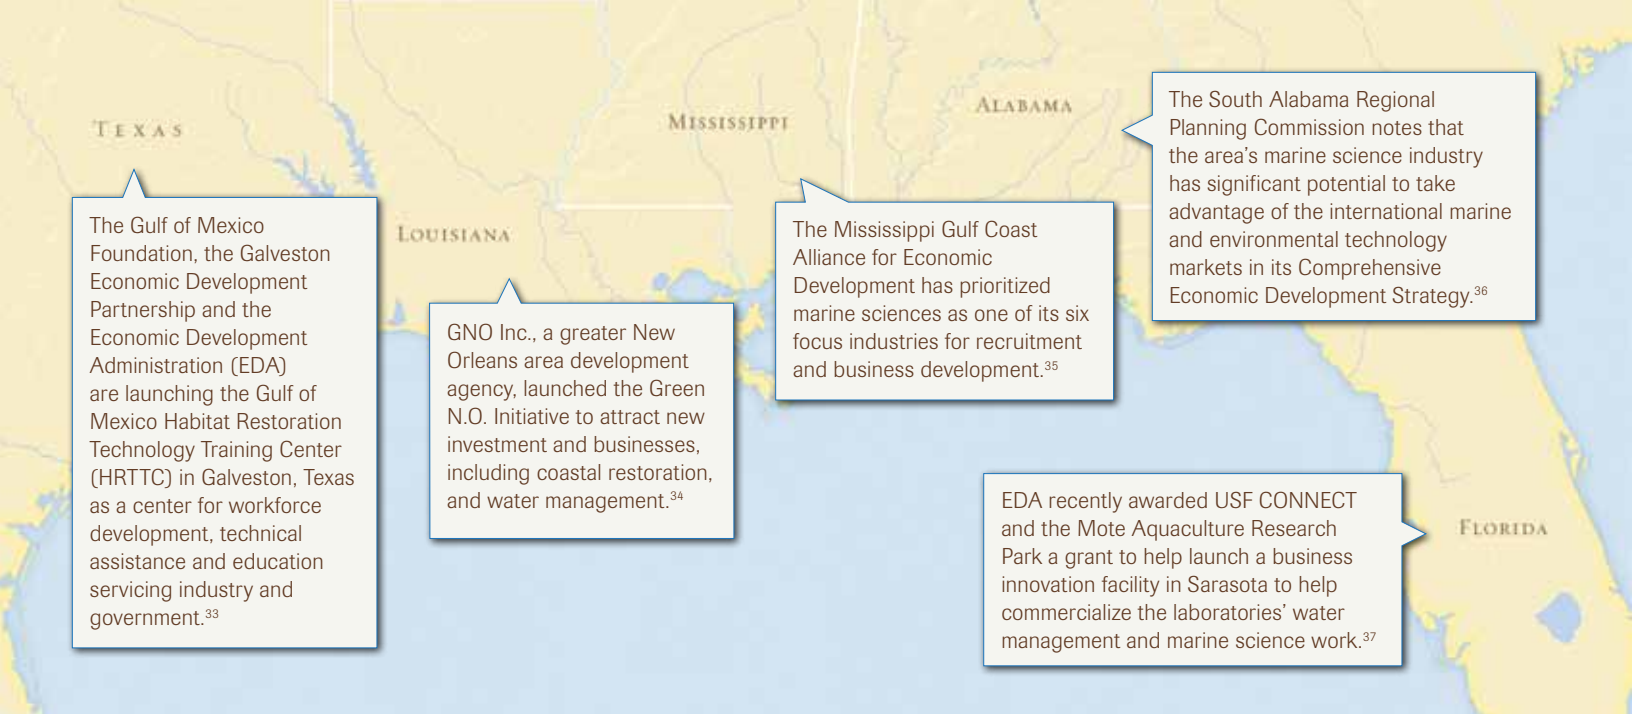 TEXAS
The Gulf of Mexico
Foundation, the Galveston
Economic Development
Partnership and the
Economic Development
Administration (EDA)
are launching the Gulf of
Mexico Habitat Restoration
Technology Training Center
(HRTTC) in Galveston, Texas
as a center for workforce
development, technical
assistance and education
servicing industry and
government.³³
LOUISIANA
GNO Inc., a greater New
Orleans area development
agency, launched the Green
N.O. Initiative to attract new
investment and businesses,
including coastal restoration,
and water management.³⁴
MISSISSIPPI
The Mississippi Gulf Coast
Alliance for Economic
Development has prioritized
marine sciences as one of its six
focus industries for recruitment
and business development.³⁵
ALABAMA
The South Alabama Regional
Planning Commission notes that
the area’s marine science industry
has significant potential to take
advantage of the international marine
and environmental technology
markets in its Comprehensive
Economic Development Strategy.³⁶
EDA recently awarded USF CONNECT
and the Mote Aquaculture Research
Park a grant to help launch a business
innovation facility in Sarasota to help
commercialize the laboratories’ water
management and marine science work.³⁷
FLORIDA